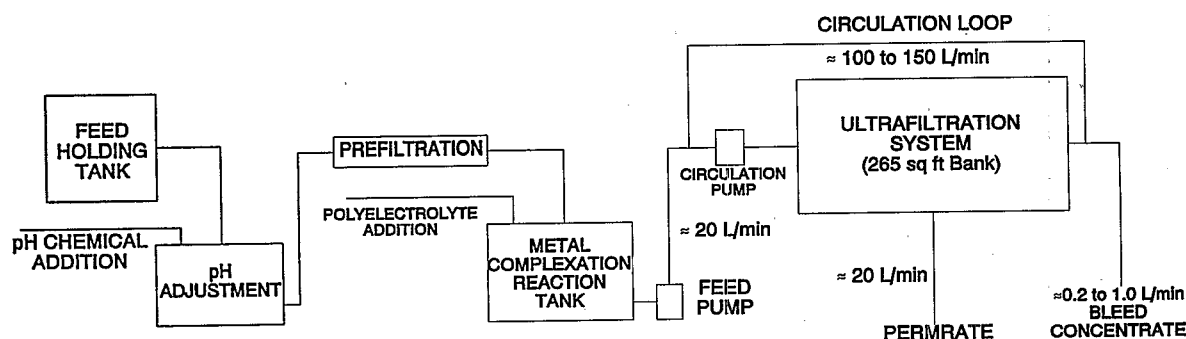 CIRCULATION LOOP
≈ 100 to 150 L/min
FEED
HOLDING
TANK
PREFILTRATION
CIRCULATION
PUMP
ULTRAFILTRATION
SYSTEM
(265 sq ft Bank)
pH CHEMICAL
ADDITION
pH
ADJUSTMENT
POLYELECTROLYTE
ADDITION
METAL
COMPLEXATION
REACTION
TANK
≈ 20 L/min
FEED
PUMP
≈ 20 L/min
PERMRATE
≈0.2 to 1.0 L/min
BLEED
CONCENTRATE